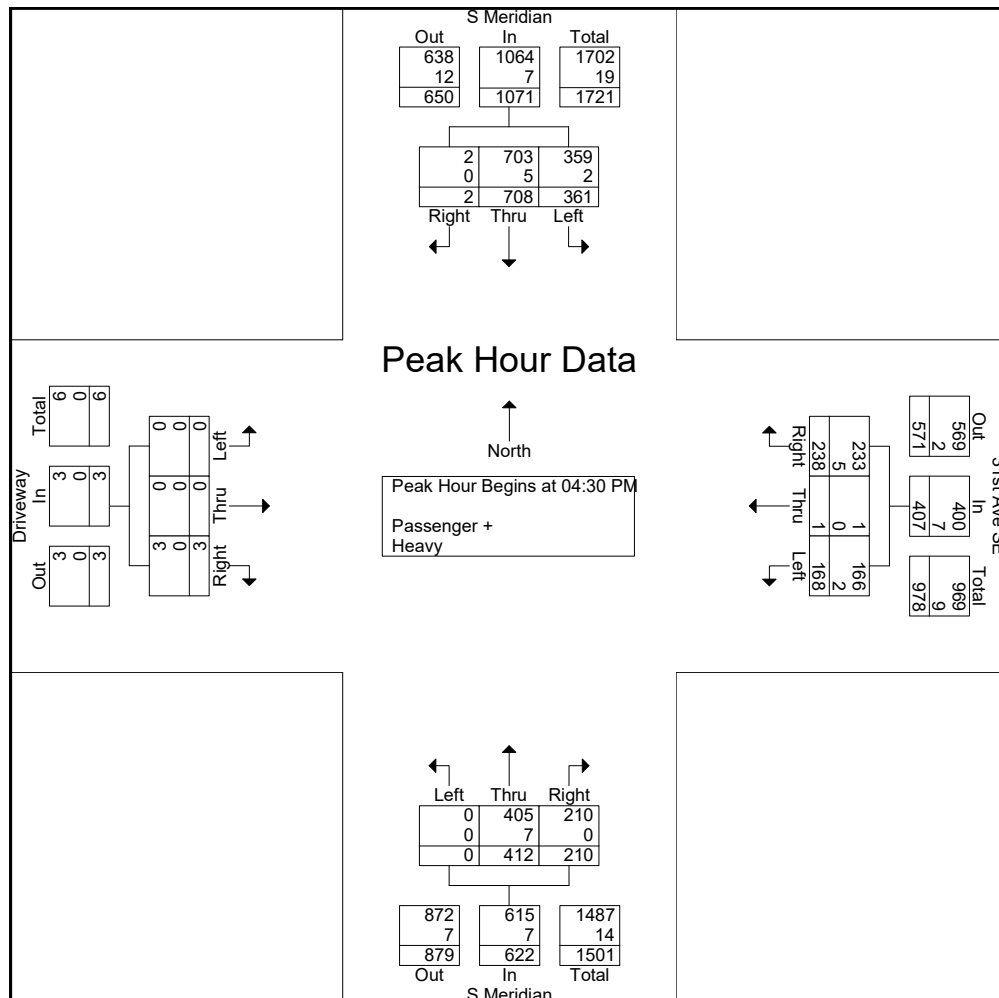 S Meridian
Out In Total
638 1064 1702
12 7 19
650 1071 1721
2 703 359
0 5 2
2 708 361
Right Thru Left
Peak Hour Data
North
Peak Hour Begins at 04:30 PM
Passenger +
Heavy
Driveway
Total In Out
6 3 3
0 0 0
6 3 3
Left Thru Right
0 0 3
0 0 0
0 0 3
Right Thru Left
233 1 166
5 0 2
238 1 168
Out In Total
569 400 969
2 7 9
571 407 978
1st Ave SE
Left Thru Right
0 405 210
0 7 0
0 412 210
872 615 1487
7 7 14
879 622 1501
Out In Total
S Meridian